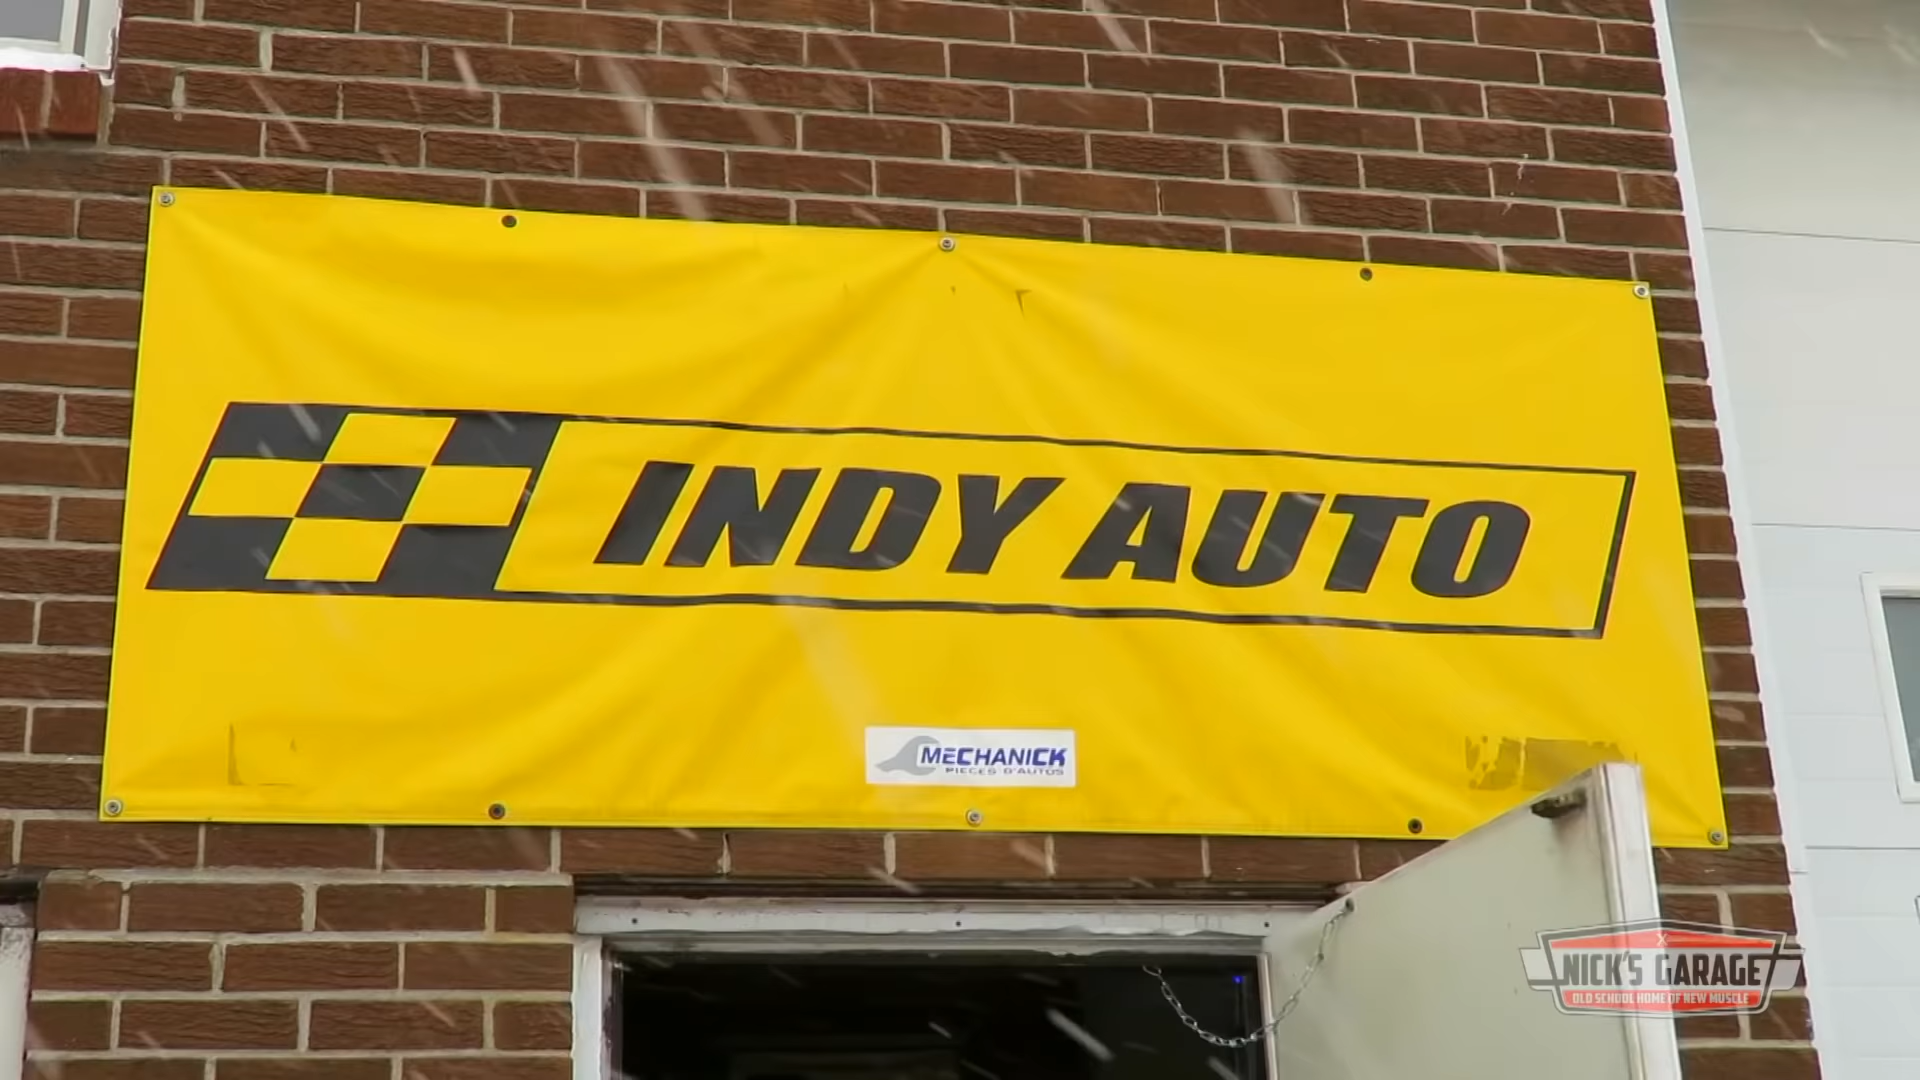 INDY AUTO
MECHANICK
PIECES D'AUTOS
NICK'S GARAGE
OLD SCHOOL HOME OF NEW MUSCLE